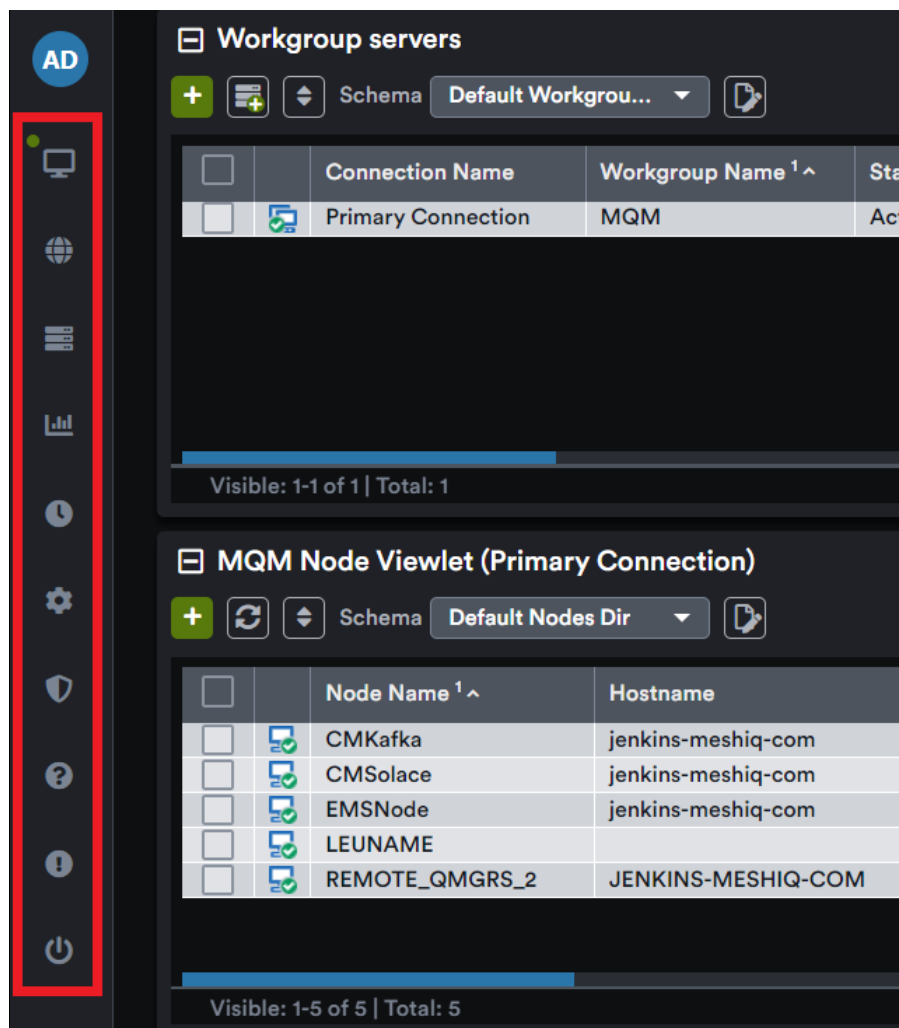 AD
Workgroup servers
+ Schema Default Workgrou...
Connection Name Workgroup Name 1 Sta
Primary Connection MQM Ac
Visible: 1-1 of 1 | Total: 1
MQM Node Viewlet (Primary Connection)
+ Schema Default Nodes Dir
Node Name 1 Hostname
CMKafka jenkins-meshiq-com
CMSolace jenkins-meshiq-com
EMSNode jenkins-meshiq-com
LEUNAME
REMOTE_QMGRS_2 JENKINS-MESHIQ-COM
Visible: 1-5 of 5 | Total: 5